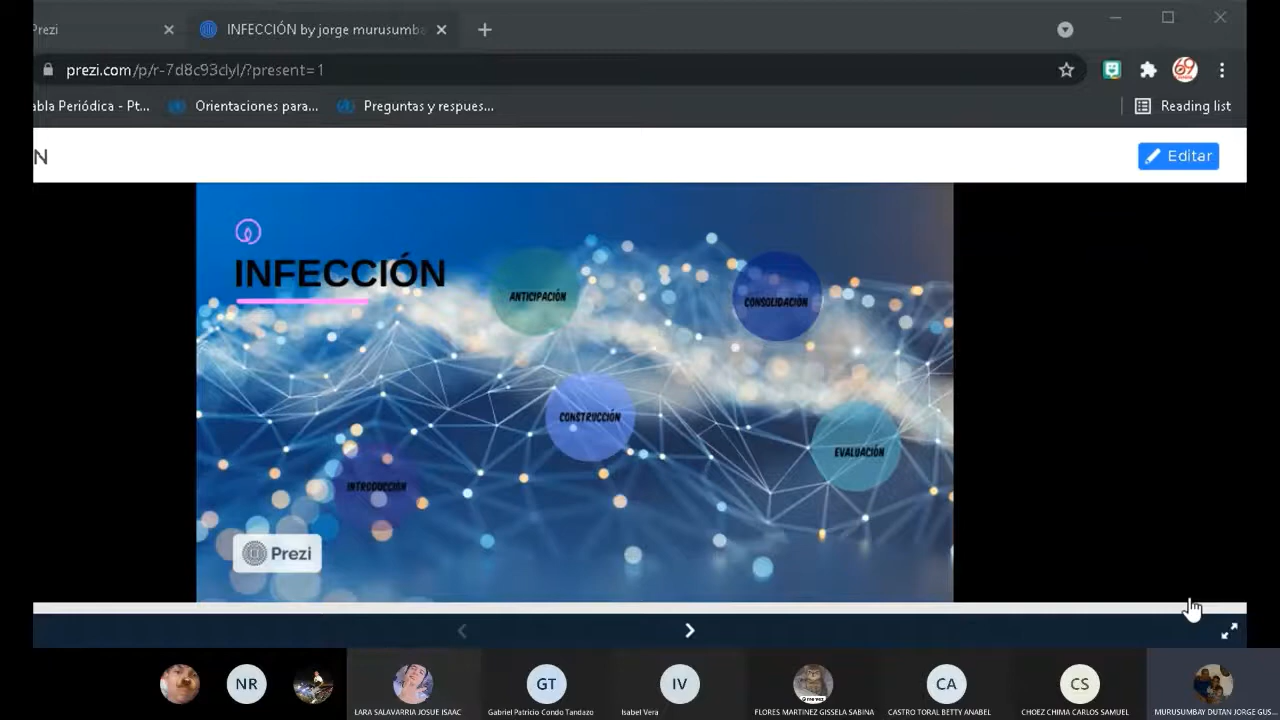 Prezi
INFECCIÓN by jorge murusumba
prezi.com/p/r-7d8c93clyl/?present=1
abla Periódica - Pt...
Orientaciones para...
Preguntas y respues...
Reading list
N
Editar
INFECCIÓN
ANTICIPACIÓN
CONSOLIDACIÓN
CONSTRUCCIÓN
EVALUACIÓN
INTRODUCCIÓN
Prezi
NR
GT
IV
CA
CS
LARA SALAVARRIA JOSUE ISAAC
Gabriel Patricio Condo Tandazo
Isabel Vera
FLORES MARTINEZ GISSELA SABINA
CASTRO TORAL BETTY ANABEL
CHOEZ CHIMA CARLOS SAMUEL
MURUSUMBAY DUTAN JORGE GUS...